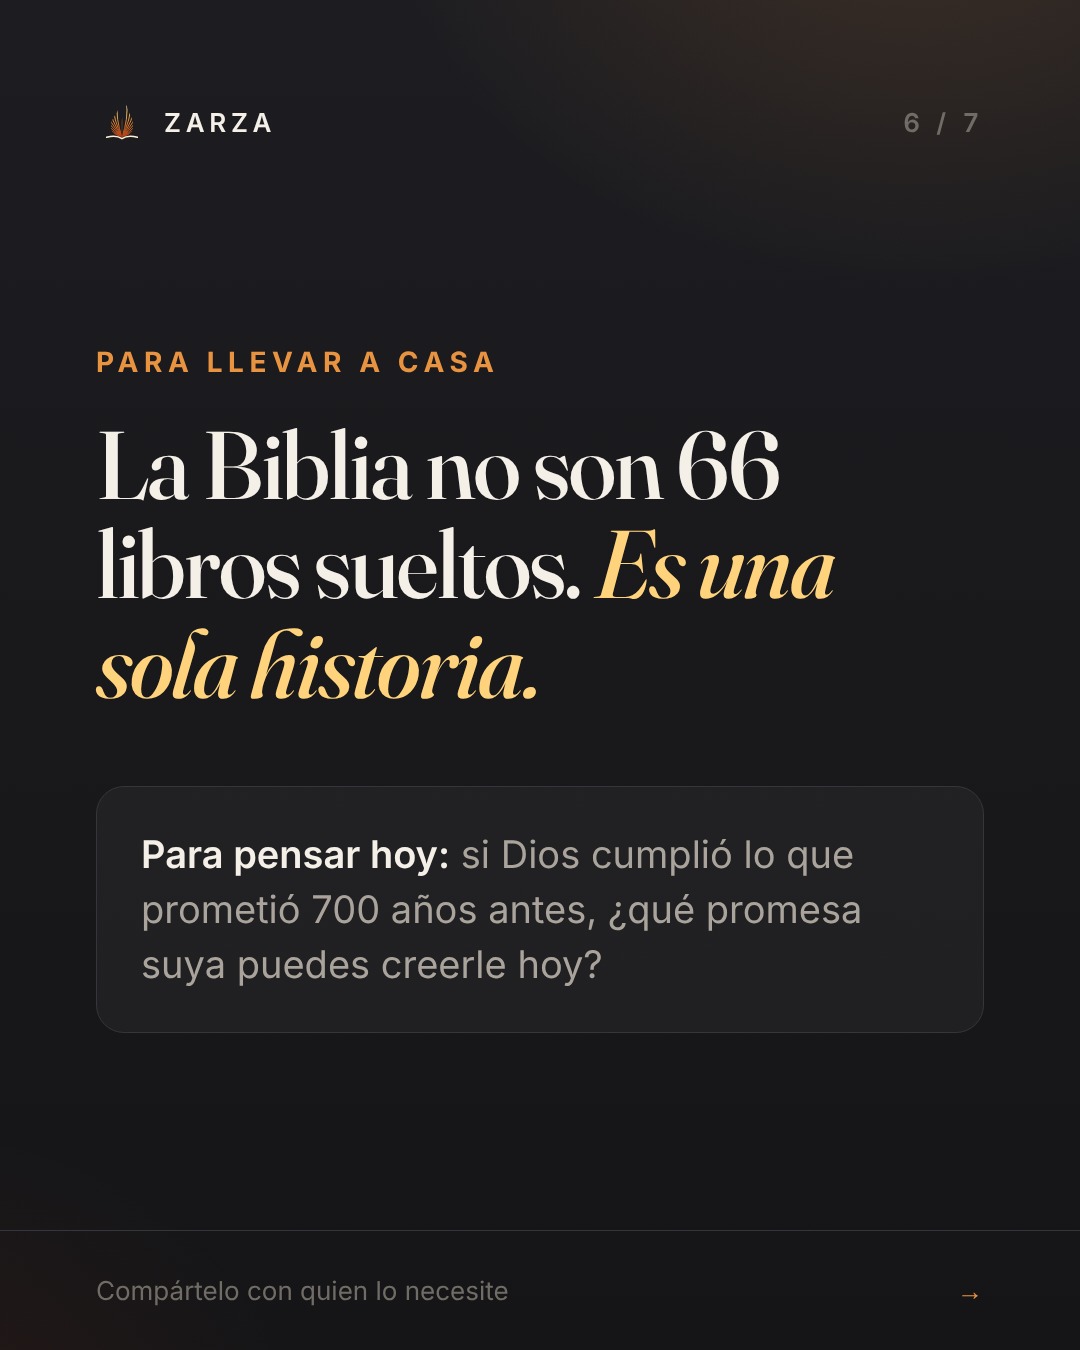 ZARZA
6 / 7
PARA LLEVAR A CASA
La Biblia no son 66
libros sueltos. Es una
sola historia.
Para pensar hoy: si Dios cumplió lo que
prometió 700 años antes, ¿qué promesa
suya puedes creerle hoy?
Compártelo con quien lo necesite →